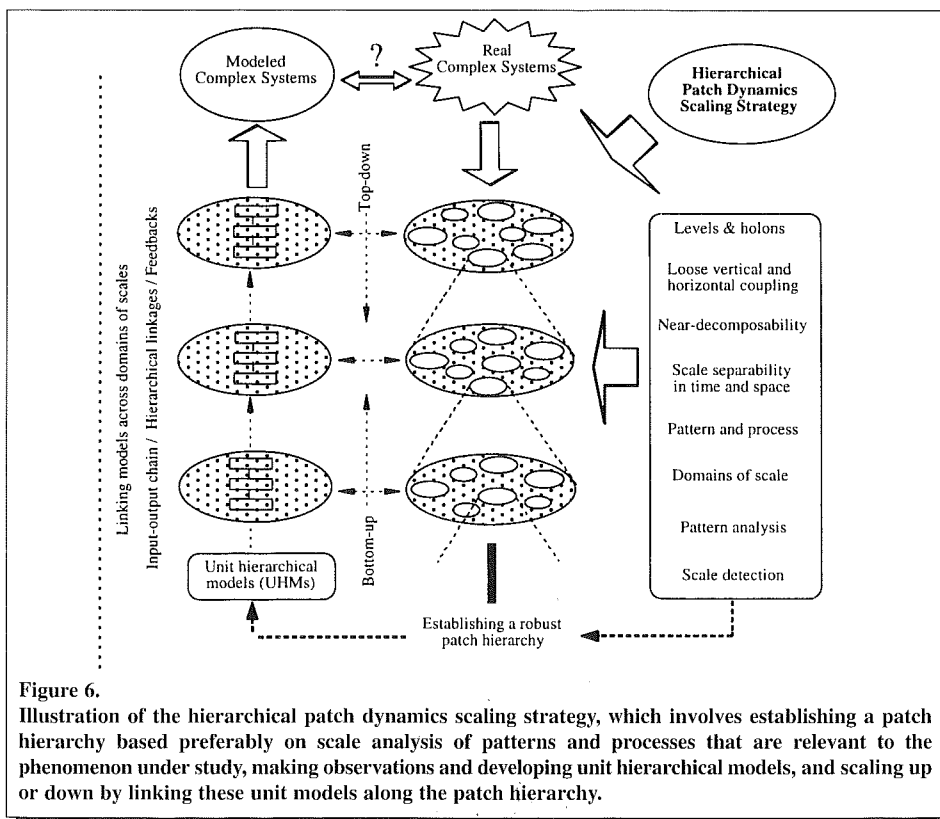 Modeled
Complex Systems
?
Real
Complex Systems
Hierarchical
Patch Dynamics
Scaling Strategy
Linking models across domains of scales
Input-output chain / Hierarchical linkages / Feedbacks
Top-down
Bottom-up
Levels & holons
Loose vertical and
horizontal coupling
Near-decomposability
Scale separability
in time and space
Pattern and process
Domains of scale
Pattern analysis
Scale detection
Unit hierarchical
models (UHMs)
Establishing a robust
patch hierarchy
Figure 6.
Illustration of the hierarchical patch dynamics scaling strategy, which involves establishing a patch
hierarchy based preferably on scale analysis of patterns and processes that are relevant to the
phenomenon under study, making observations and developing unit hierarchical models, and scaling up
or down by linking these unit models along the patch hierarchy.